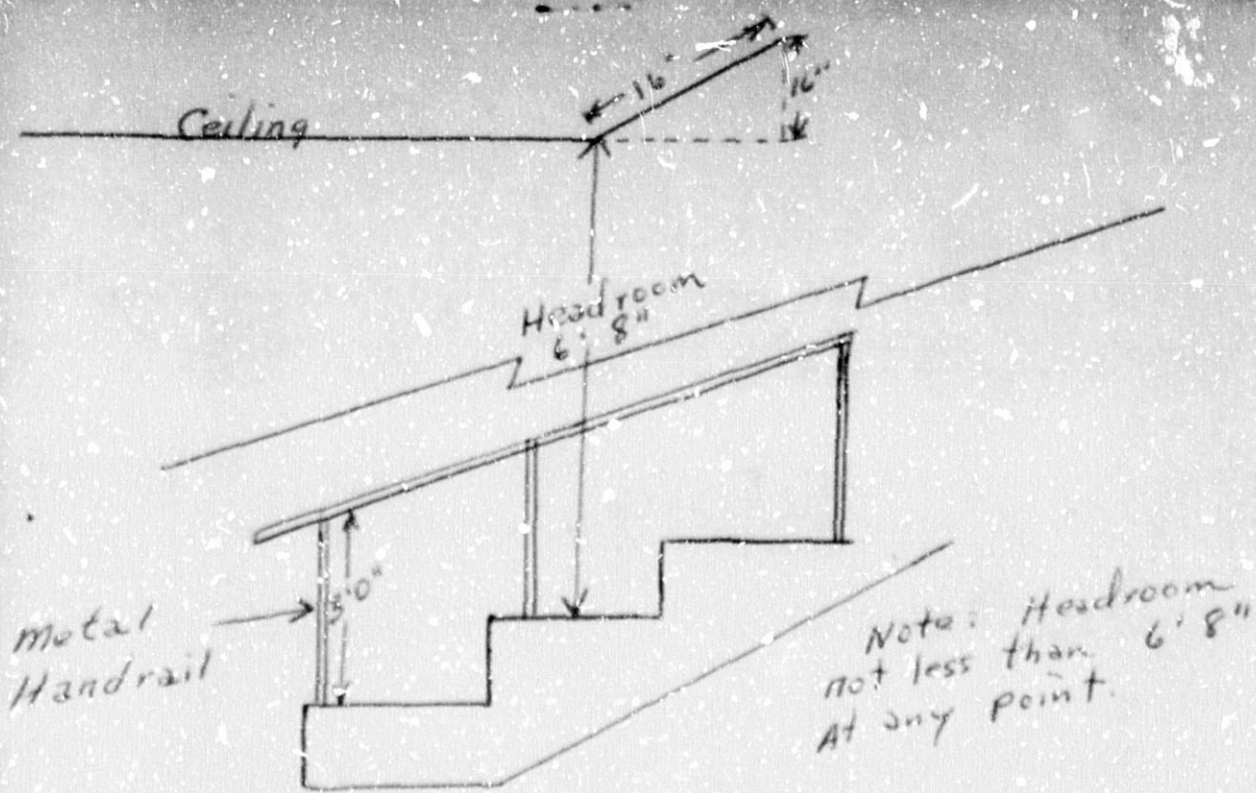 16"
16"
Ceiling
Headroom
6' 8"
3'0"
Metal
Handrail
Note: Headroom
not less than 6' 8"
At any point.